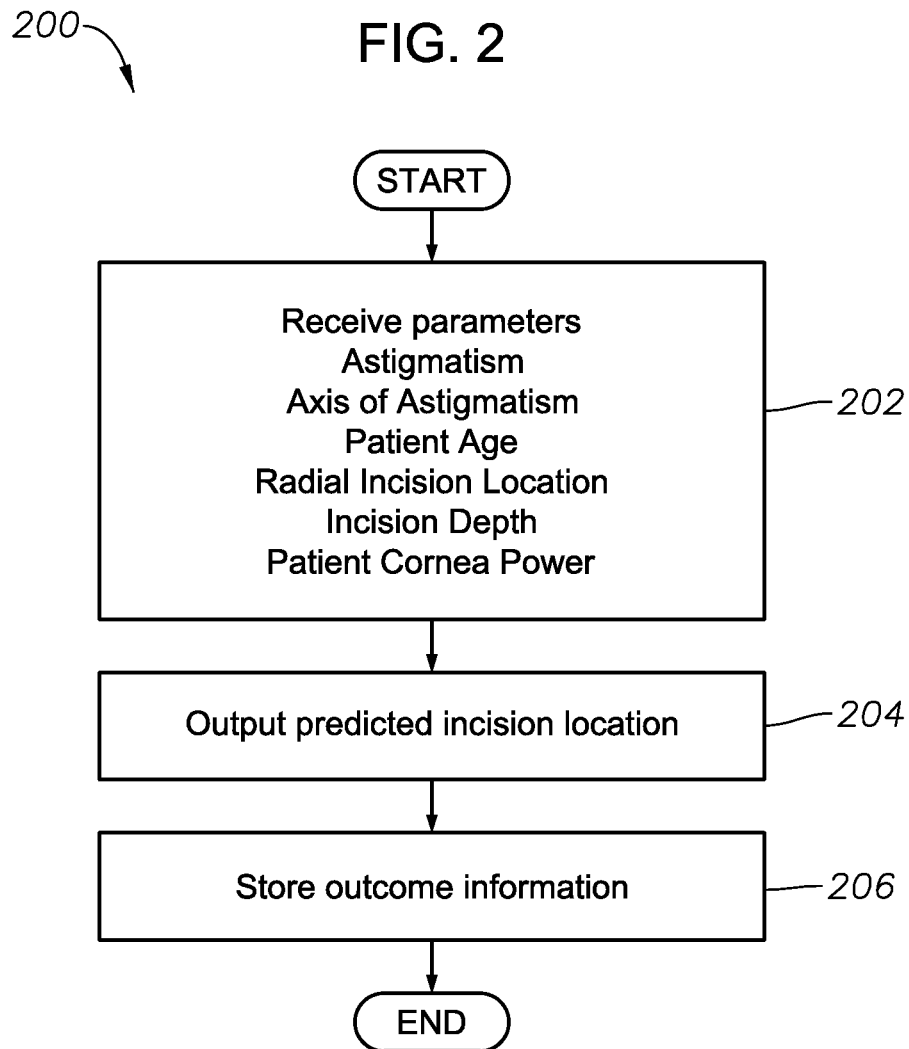 200
FIG. 2
START
Receive parameters
Astigmatism
Axis of Astigmatism
Patient Age
Radial Incision Location
Incision Depth
Patient Cornea Power
202
Output predicted incision location
204
Store outcome information
206
END